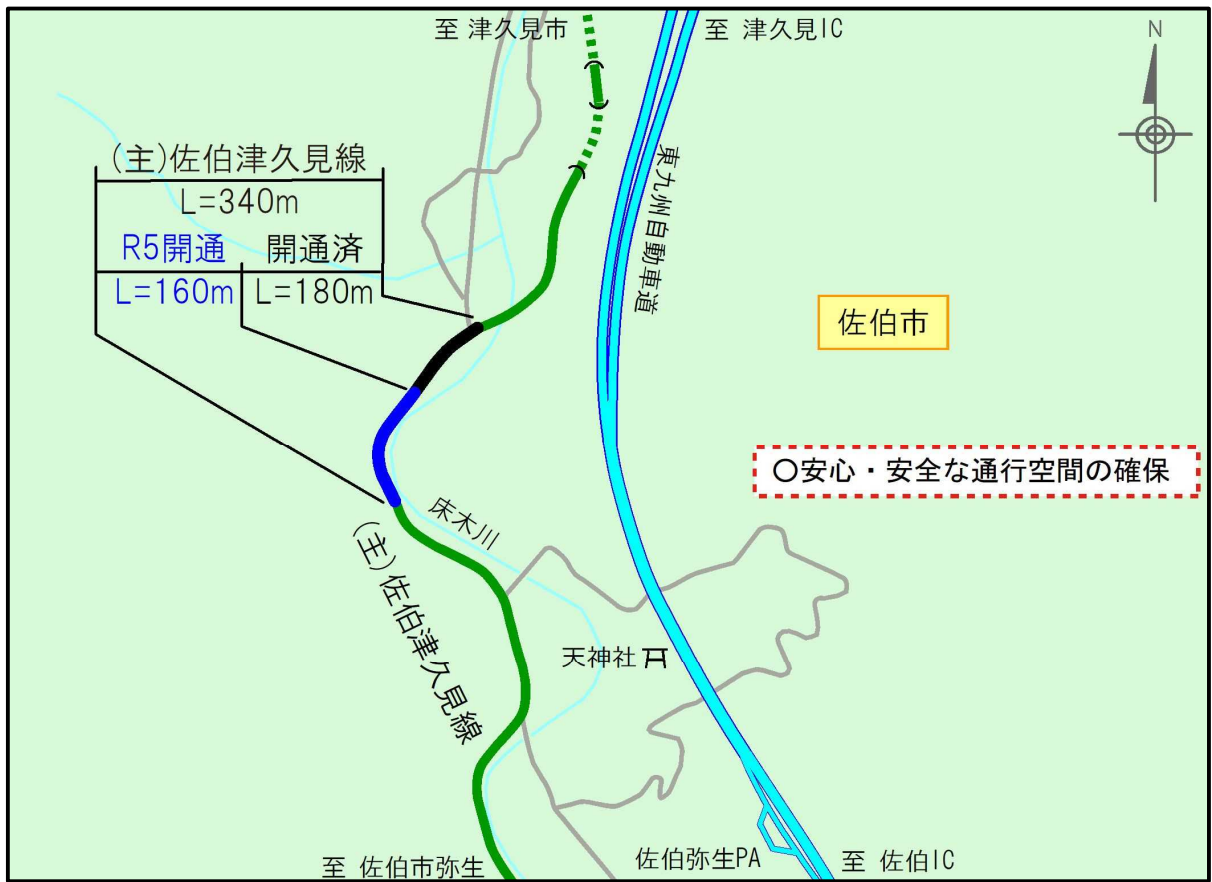 至 津久見市
至 津久見IC
N
(主)佐伯津久見線
L=340m
R5開通 開通済
L=160m L=180m
東九州自動車道
佐伯市
〇安心・安全な通行空間の確保
床木川
(主)佐伯津久見線
天神社
至 佐伯市弥生
佐伯弥生PA
至 佐伯IC